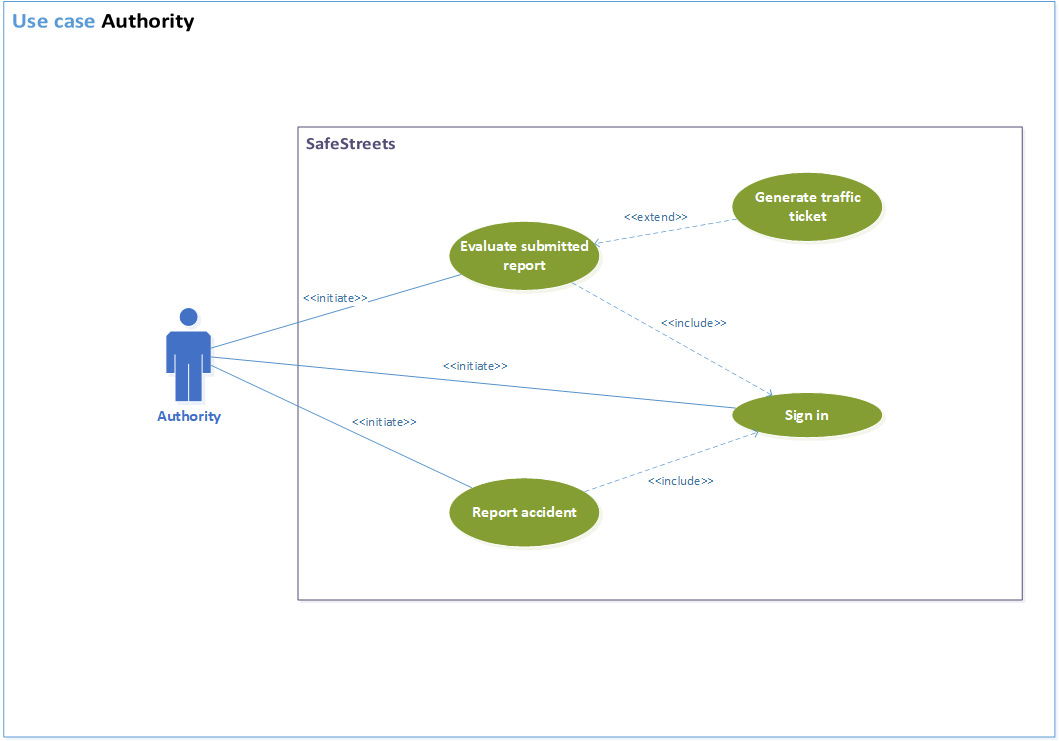 Use case Authority
SafeStreets
Generate traffic
ticket
<<extend>>
Evaluate submitted
report
<<initiate>>
<<include>>
<<initiate>>
Authority
Sign in
<<initiate>>
<<include>>
Report accident